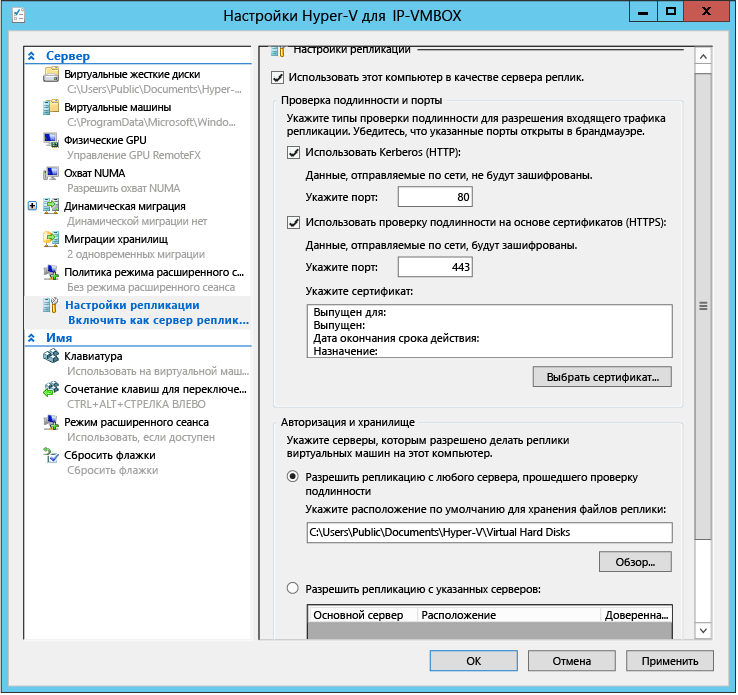 Настройки Hyper-V для IP-VMBOX
Сервер
Виртуальные жесткие диски
C:\Users\Public\Documents\Hyper-...
Виртуальные машины
C:\ProgramData\Microsoft\Windo...
Физические GPU
Управление GPU RemoteFX
Охват NUMA
Разрешить охват NUMA
Динамическая миграция
Динамической миграции нет
Миграции хранилищ
2 одновременных миграции
Политика режима расширенного с...
Без режима расширенного сеанса
Настройки репликации
Включить как сервер реплик...
Имя
Клавиатура
Использовать на виртуальной маш...
Сочетание клавиш для переключе...
CTRL+ALT+СТРЕЛКА ВЛЕВО
Режим расширенного сеанса
Использовать, если доступен
Сбросить флажки
Сбросить флажки
Настройки репликации
Использовать этот компьютер в качестве сервера реплик.
Проверка подлинности и порты
Укажите типы проверки подлинности для разрешения входящего трафика
репликации. Убедитесь, что указанные порты открыты в брандмауэре.
Использовать Kerberos (HTTP):
Данные, отправляемые по сети, не будут зашифрованы.
Укажите порт: 80
Использовать проверку подлинности на основе сертификатов (HTTPS):
Данные, отправляемые по сети, будут зашифрованы.
Укажите порт: 443
Укажите сертификат:
Выпущен для:
Выпущен:
Дата окончания срока действия:
Назначение:
Выбрать сертификат...
Авторизация и хранилище
Укажите серверы, которым разрешено делать реплики
виртуальных машин на этот компьютер.
Разрешить репликацию с любого сервера, прошедшего проверку
подлинности
Укажите расположение по умолчанию для хранения файлов реплики:
C:\Users\Public\Documents\Hyper-V\Virtual Hard Disks
Обзор...
Разрешить репликацию с указанных серверов:
Основной сервер Расположение Доверенна...
ОК Отмена Применить